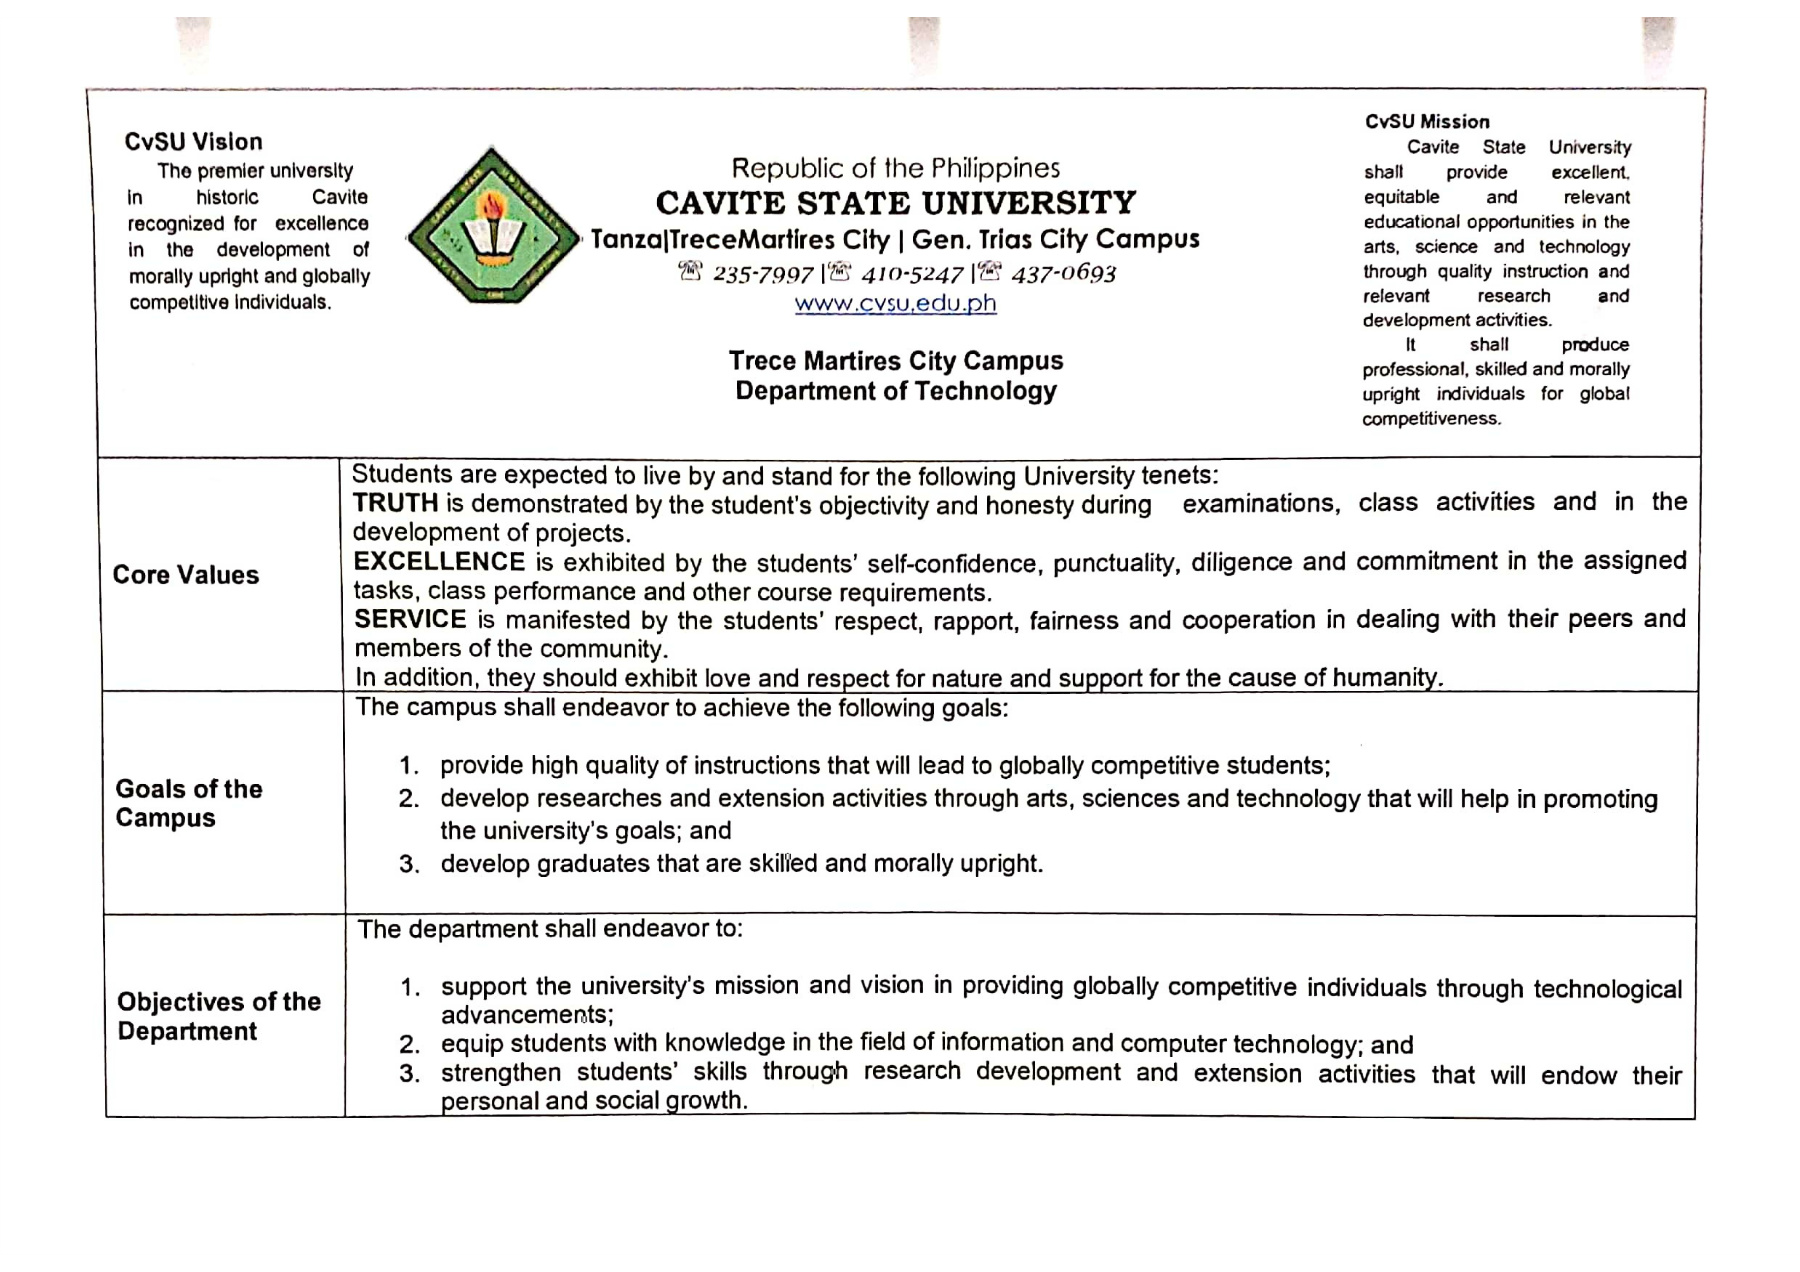 CvSU Vision
The premier university
in historic Cavite
recognized for excellence
in the development of
morally upright and globally
competitive individuals.
Republic of the Philippines
CAVITE STATE UNIVERSITY
Tanza|TreceMartires City | Gen. Trias City Campus
☏ 235-7997 |☏ 410-5247 |☏ 437-0693
www.cvsu.edu.ph
Trece Martires City Campus
Department of Technology
CvSU Mission
Cavite State University
shall provide excellent,
equitable and relevant
educational opportunities in the
arts, science and technology
through quality instruction and
relevant research and
development activities.
It shall produce
professional, skilled and morally
upright individuals for global
competitiveness.
Core Values
Students are expected to live by and stand for the following University tenets:
TRUTH is demonstrated by the student's objectivity and honesty during examinations, class activities and in the
development of projects.
EXCELLENCE is exhibited by the students' self-confidence, punctuality, diligence and commitment in the assigned
tasks, class performance and other course requirements.
SERVICE is manifested by the students' respect, rapport, fairness and cooperation in dealing with their peers and
members of the community.
In addition, they should exhibit love and respect for nature and support for the cause of humanity.
Goals of the
Campus
The campus shall endeavor to achieve the following goals:
1. provide high quality of instructions that will lead to globally competitive students;
2. develop researches and extension activities through arts, sciences and technology that will help in promoting
the university's goals; and
3. develop graduates that are skilled and morally upright.
Objectives of the
Department
The department shall endeavor to:
1. support the university's mission and vision in providing globally competitive individuals through technological
advancements;
2. equip students with knowledge in the field of information and computer technology; and
3. strengthen students' skills through research development and extension activities that will endow their
personal and social growth.